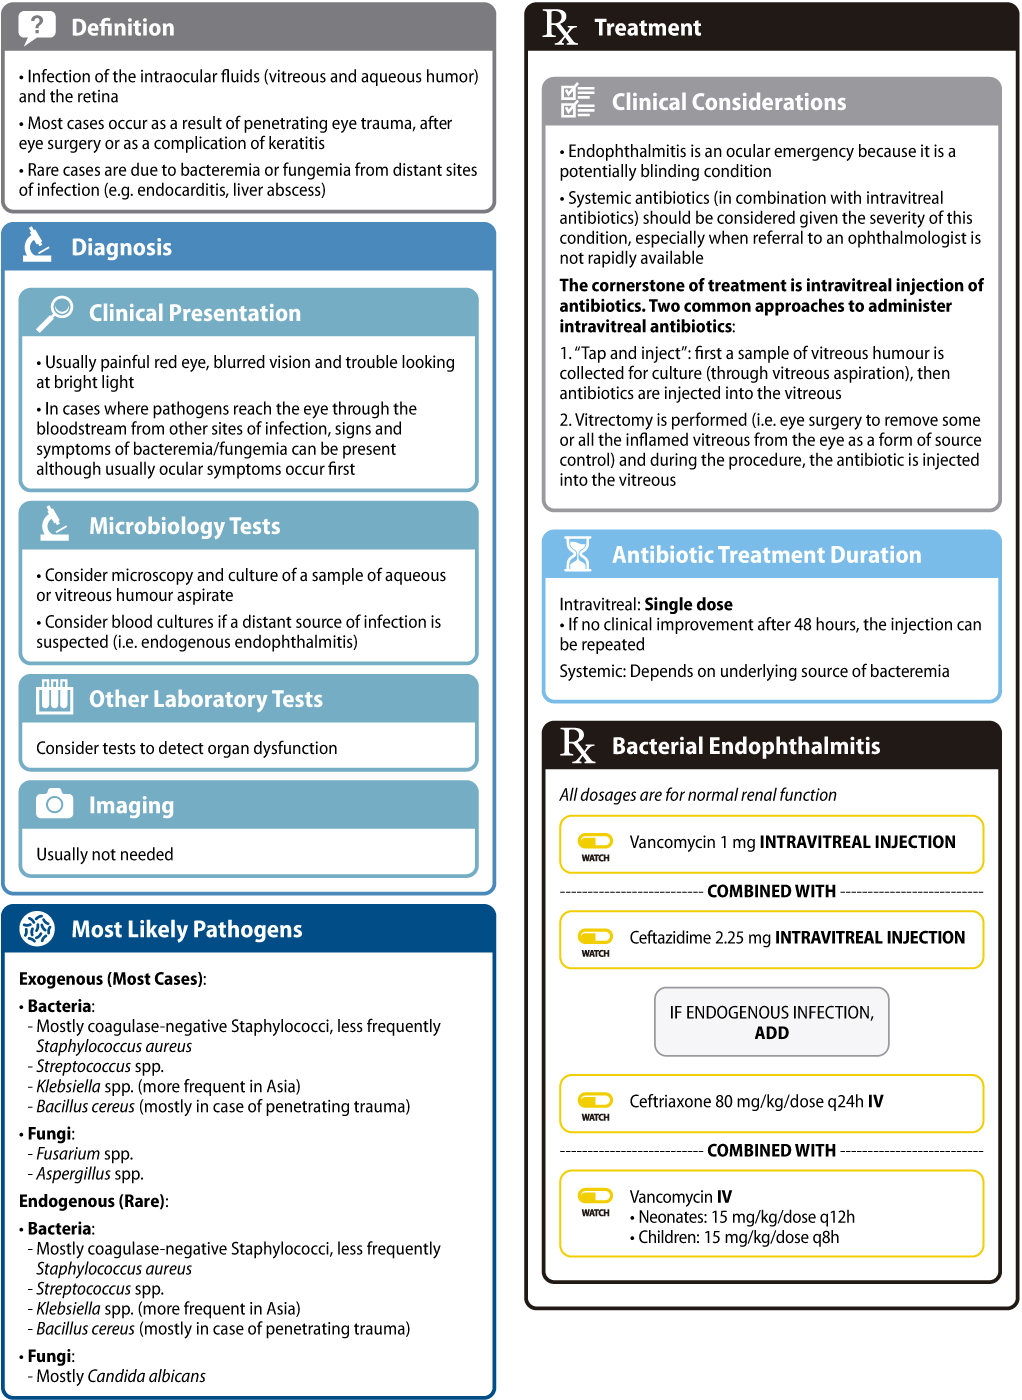 Definition
• Infection of the intraocular fluids (vitreous and aqueous humor)
and the retina
• Most cases occur as a result of penetrating eye trauma, after
eye surgery or as a complication of keratitis
• Rare cases are due to bacteremia or fungemia from distant sites
of infection (e.g. endocarditis, liver abscess)
Diagnosis
Clinical Presentation
• Usually painful red eye, blurred vision and trouble looking
at bright light
• In cases where pathogens reach the eye through the
bloodstream from other sites of infection, signs and
symptoms of bacteremia/fungemia can be present
although usually ocular symptoms occur first
Microbiology Tests
• Consider microscopy and culture of a sample of aqueous
or vitreous humour aspirate
• Consider blood cultures if a distant source of infection is
suspected (i.e. endogenous endophthalmitis)
Other Laboratory Tests
Consider tests to detect organ dysfunction
Imaging
Usually not needed
Most Likely Pathogens
Exogenous (Most Cases):
• Bacteria:
- Mostly coagulase-negative Staphylococci, less frequently
Staphylococcus aureus
- Streptococcus spp.
- Klebsiella spp. (more frequent in Asia)
- Bacillus cereus (mostly in case of penetrating trauma)
• Fungi:
- Fusarium spp.
- Aspergillus spp.
Endogenous (Rare):
• Bacteria:
- Mostly coagulase-negative Staphylococci, less frequently
Staphylococcus aureus
- Streptococcus spp.
- Klebsiella spp. (more frequent in Asia)
- Bacillus cereus (mostly in case of penetrating trauma)
• Fungi:
- Mostly Candida albicans
Rx Treatment
Clinical Considerations
• Endophthalmitis is an ocular emergency because it is a
potentially blinding condition
• Systemic antibiotics (in combination with intravitreal
antibiotics) should be considered given the severity of this
condition, especially when referral to an ophthalmologist is
not rapidly available
The cornerstone of treatment is intravitreal injection of
antibiotics. Two common approaches to administer
intravitreal antibiotics:
1. “Tap and inject”: first a sample of vitreous humour is
collected for culture (through vitreous aspiration), then
antibiotics are injected into the vitreous
2. Vitrectomy is performed (i.e. eye surgery to remove some
or all the inflamed vitreous from the eye as a form of source
control) and during the procedure, the antibiotic is injected
into the vitreous
Antibiotic Treatment Duration
Intravitreal: Single dose
• If no clinical improvement after 48 hours, the injection can
be repeated
Systemic: Depends on underlying source of bacteremia
Rx Bacterial Endophthalmitis
All dosages are for normal renal function
WATCH Vancomycin 1 mg INTRAVITREAL INJECTION
COMBINED WITH
WATCH Ceftazidime 2.25 mg INTRAVITREAL INJECTION
IF ENDOGENOUS INFECTION,
ADD
WATCH Ceftriaxone 80 mg/kg/dose q24h IV
COMBINED WITH
WATCH Vancomycin IV
• Neonates: 15 mg/kg/dose q12h
• Children: 15 mg/kg/dose q8h